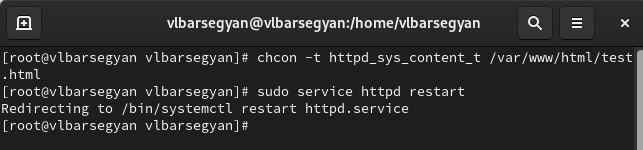 vlbarsegyan@vlbarsegyan:/home/vlbarsegyan
[root@vlbarsegyan vlbarsegyan]# chcon -t httpd_sys_content_t /var/www/html/test
.html
[root@vlbarsegyan vlbarsegyan]# sudo service httpd restart
Redirecting to /bin/systemctl restart httpd.service
[root@vlbarsegyan vlbarsegyan]#